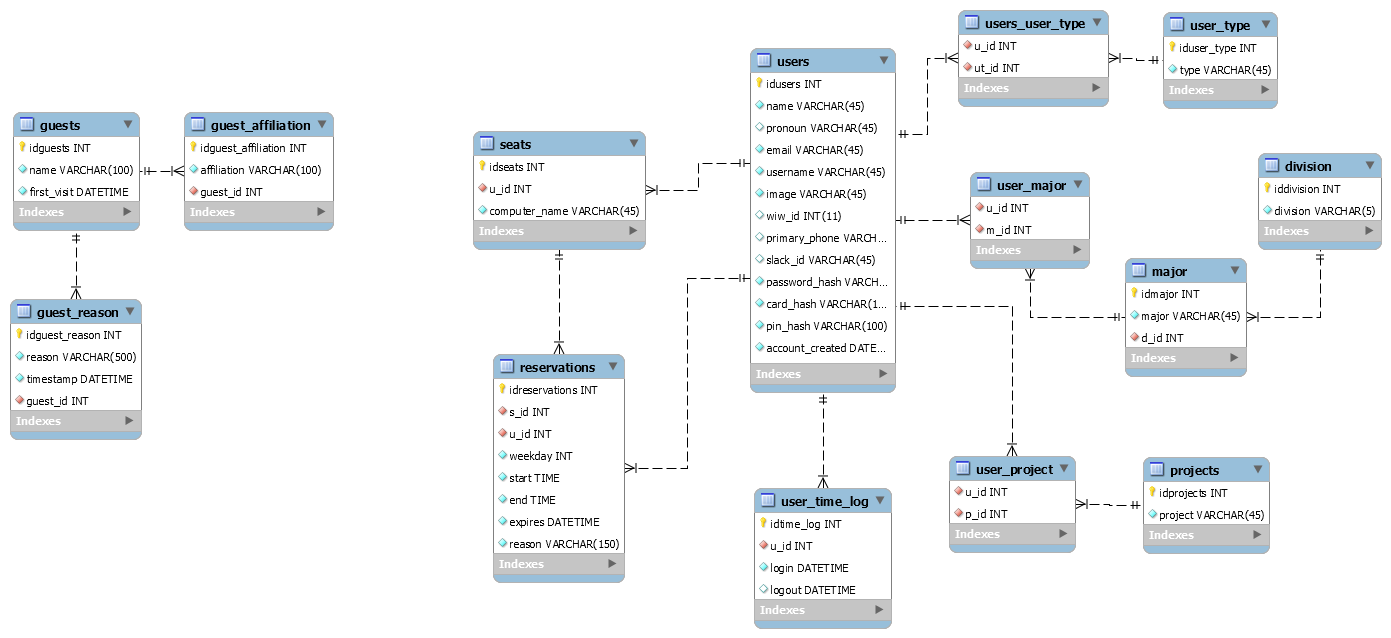 guests
idguests INT
name VARCHAR(100)
first_visit DATETIME
Indexes
guest_affiliation
idguest_affiliation INT
affiliation VARCHAR(100)
guest_id INT
Indexes
guest_reason
idguest_reason INT
reason VARCHAR(500)
timestamp DATETIME
guest_id INT
Indexes
seats
idseats INT
u_id INT
computer_name VARCHAR(45)
Indexes
reservations
idreservations INT
s_id INT
u_id INT
weekday INT
start TIME
end TIME
expires DATETIME
reason VARCHAR(150)
Indexes
users
idusers INT
name VARCHAR(45)
pronoun VARCHAR(45)
email VARCHAR(45)
username VARCHAR(45)
image VARCHAR(45)
wiw_id INT(11)
primary_phone VARCH...
slack_id VARCHAR(45)
password_hash VARCH...
card_hash VARCHAR(1...
pin_hash VARCHAR(100)
account_created DATE...
Indexes
user_time_log
idtime_log INT
u_id INT
login DATETIME
logout DATETIME
Indexes
users_user_type
u_id INT
ut_id INT
Indexes
user_type
iduser_type INT
type VARCHAR(45)
Indexes
user_major
u_id INT
m_id INT
Indexes
division
iddivision INT
division VARCHAR(5)
Indexes
major
idmajor INT
major VARCHAR(45)
d_id INT
Indexes
user_project
u_id INT
p_id INT
Indexes
projects
idprojects INT
project VARCHAR(45)
Indexes